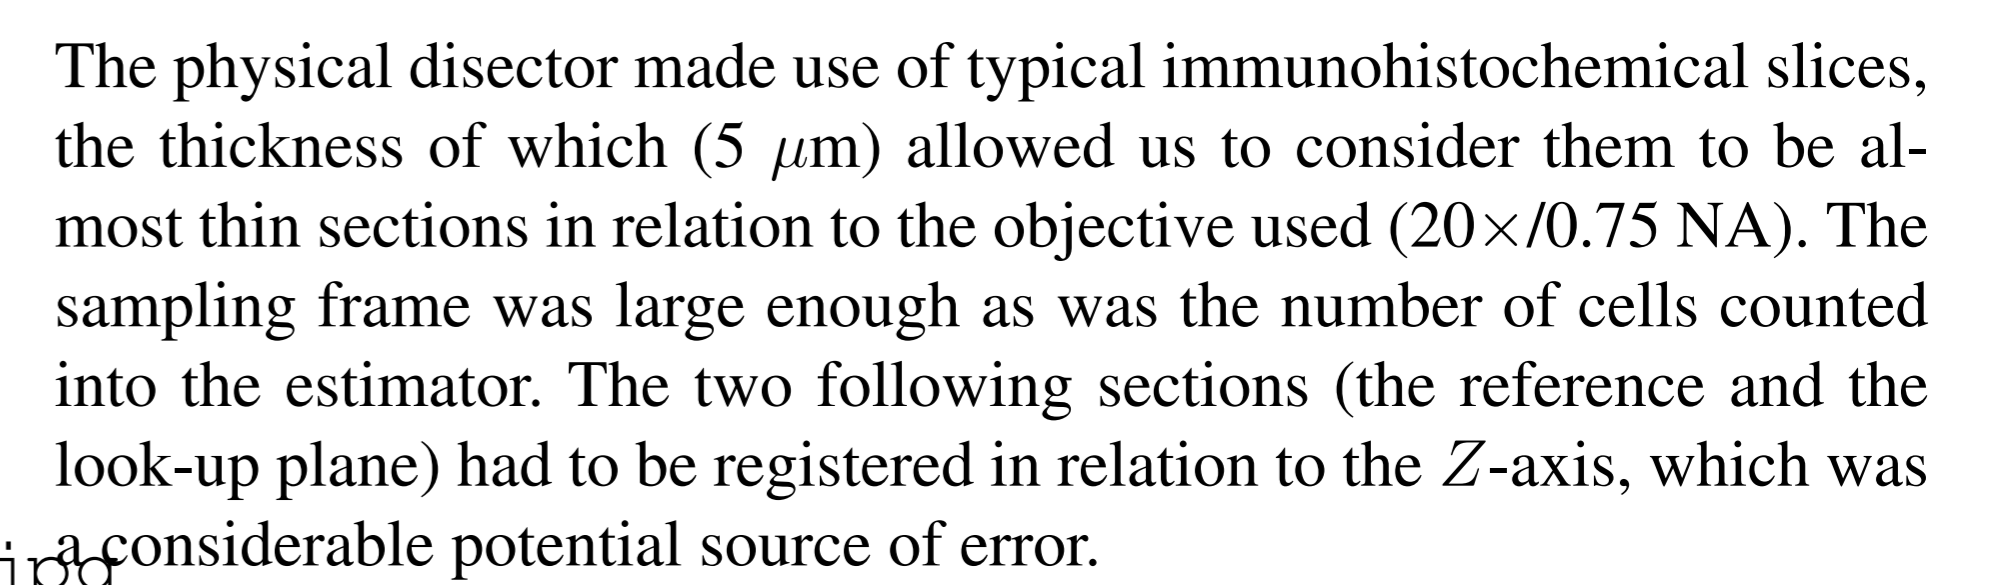 The physical disector made use of typical immunohistochemical slices,
the thickness of which (5 μm) allowed us to consider them to be al-
most thin sections in relation to the objective used (20×/0.75 NA). The
sampling frame was large enough as was the number of cells counted
into the estimator. The two following sections (the reference and the
look-up plane) had to be registered in relation to the Z-axis, which was
a considerable potential source of error.